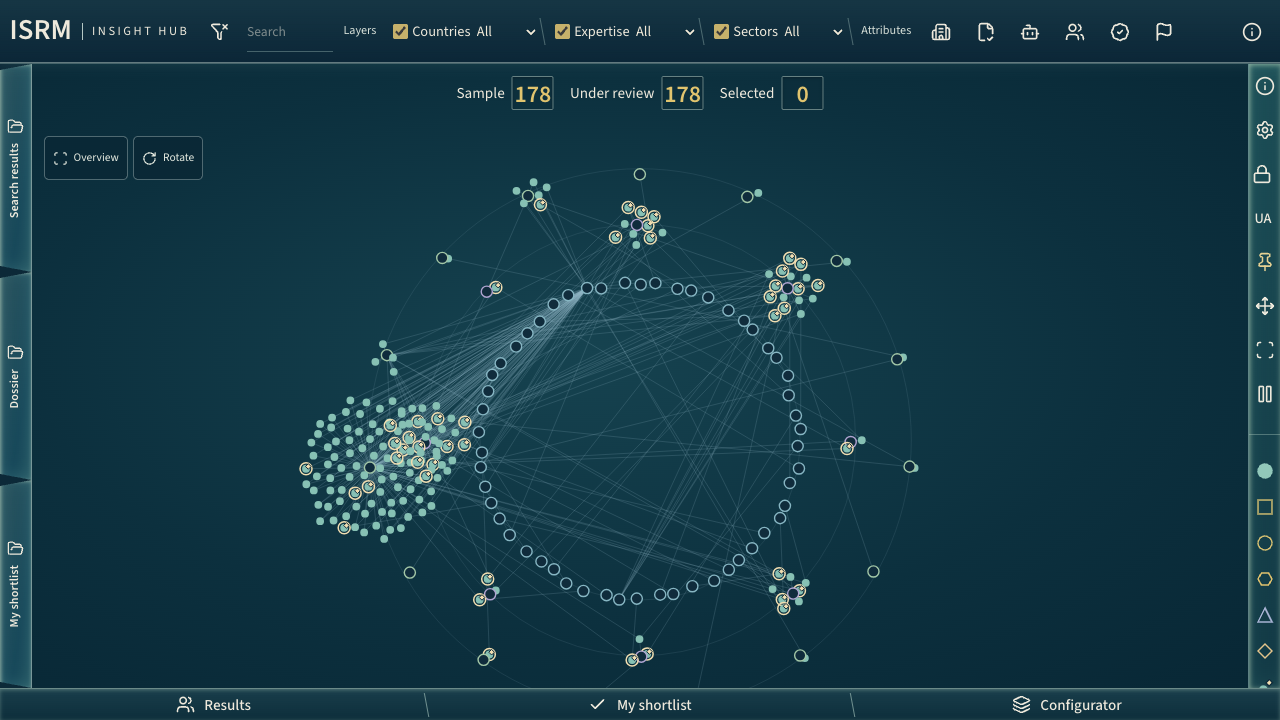 ISRM INSIGHT HUB
Search
Layers
Countries All
Expertise All
Sectors All
Attributes
Sample 178 Under review 178 Selected 0
Overview
Rotate
Search results
Dossier
My shortlist
UA
Results
My shortlist
Configurator